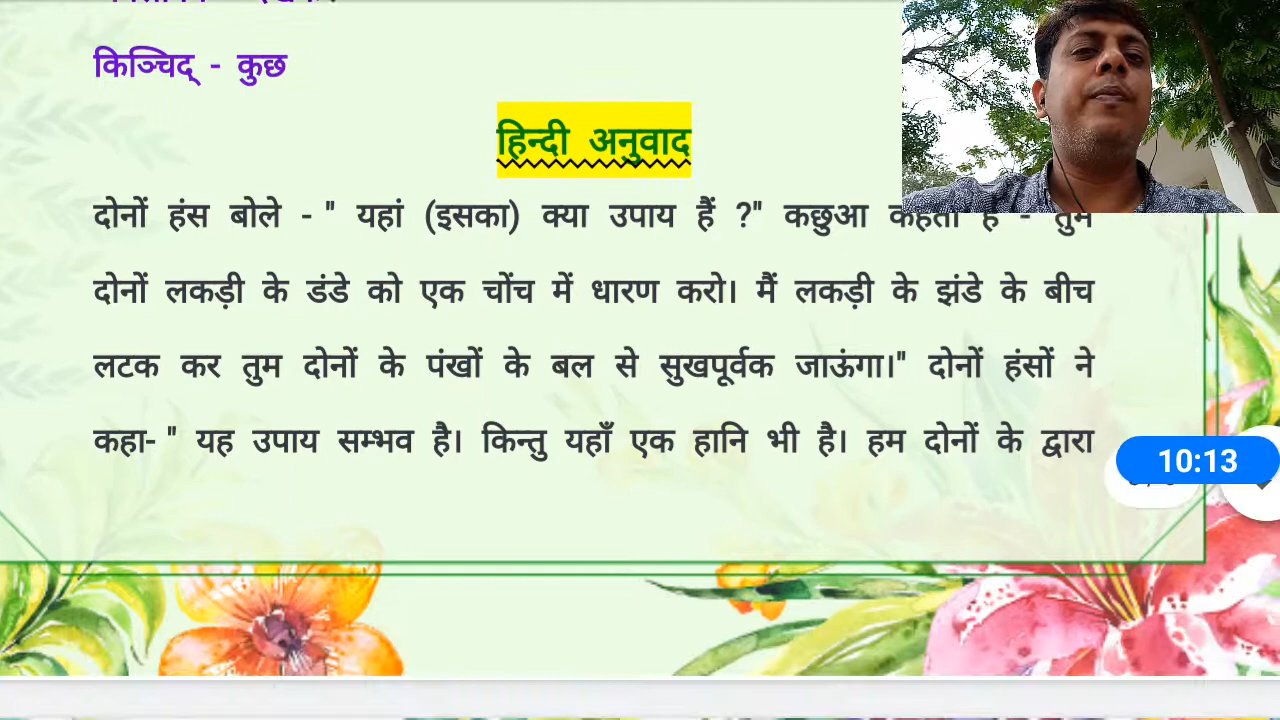 किञ्चिद् - कुछ
हिन्दी अनुवाद
दोनों हंस बोले - " यहां (इसका) क्या उपाय हैं ?" कछुआ कहता है - तुम
दोनों लकड़ी के डंडे को एक चोंच में धारण करो। मैं लकड़ी के झंडे के बीच
लटक कर तुम दोनों के पंखों के बल से सुखपूर्वक जाऊंगा।" दोनों हंसों ने
कहा- " यह उपाय सम्भव है। किन्तु यहाँ एक हानि भी है। हम दोनों के द्वारा
10:13